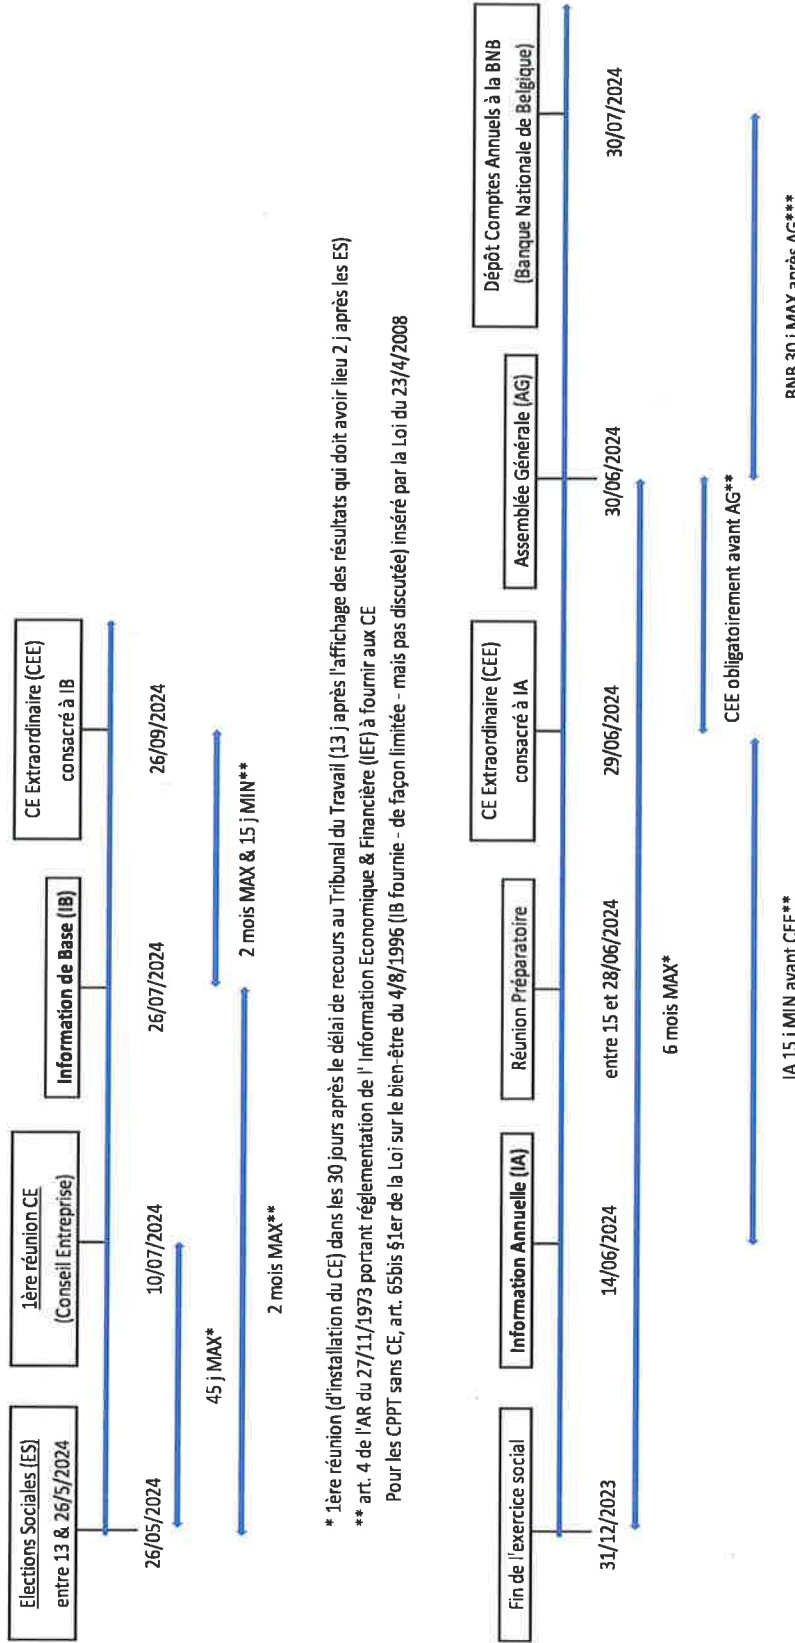 Elections Sociales (ES)
entre 13 & 26/5/2024
1ère réunion CE
(Conseil Entreprise)
Information de Base (IB)
CE Extraordinaire (CEE)
consacré à IB
26/05/2024
10/07/2024
26/07/2024
26/09/2024
45 j MAX*
2 mois MAX & 15 j MIN**
2 mois MAX**
* 1ère réunion (d'installation du CE) dans les 30 jours après le délai de recours au Tribunal du Travail (13 j après l'affichage des résultats qui doit avoir lieu 2 j après les ES)
** art. 4 de l'AR du 27/11/1973 portant réglementation de l' Information Economique & Financière (IEF) à fournir aux CE
Pour les CPPT sans CE, art. 65bis §1er de la Loi sur le bien-être du 4/8/1996 (IB fournie - de façon limitée - mais pas discutée) inséré par la Loi du 23/4/2008
Fin de l'exercice social
Information Annuelle (IA)
Réunion Préparatoire
CE Extraordinaire (CEE)
consacré à IA
Assemblée Générale (AG)
Dépôt Comptes Annuels à la BNB
(Banque Nationale de Belgique)
31/12/2023
14/06/2024
entre 15 et 28/06/2024
29/06/2024
30/06/2024
30/07/2024
6 mois MAX*
CEE obligatoirement avant AG**
IA 15 j MIN avant CEE**
BNB 30 j MAX après AG***